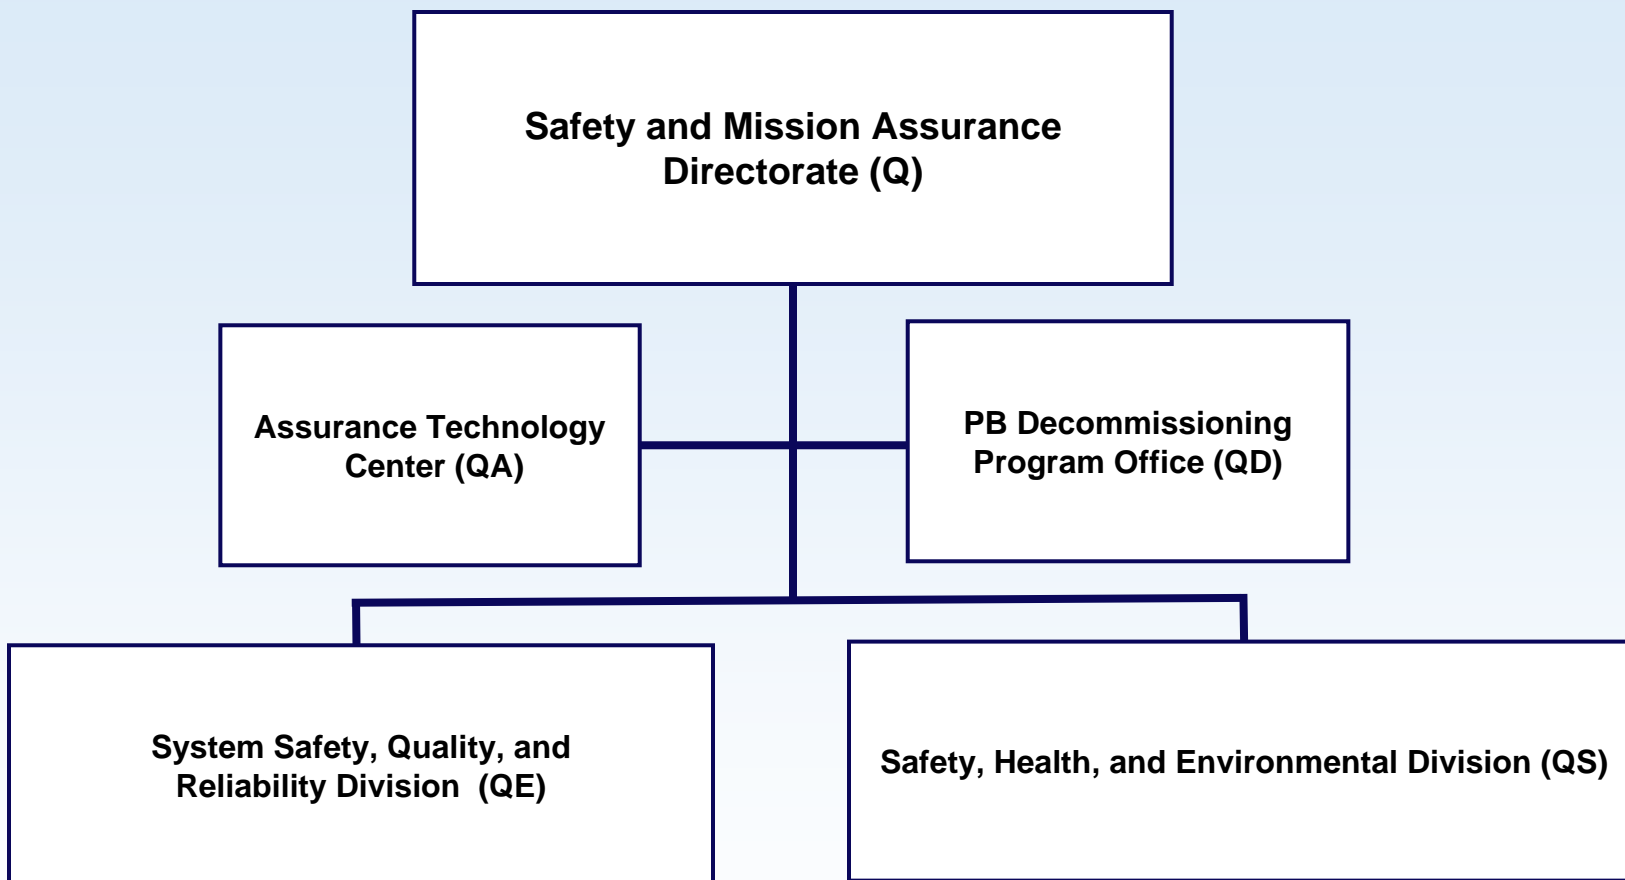 Safety and Mission Assurance
Directorate (Q)
Assurance Technology
Center (QA)
PB Decommissioning
Program Office (QD)
System Safety, Quality, and
Reliability Division  (QE)
Safety, Health, and Environmental Division (QS)